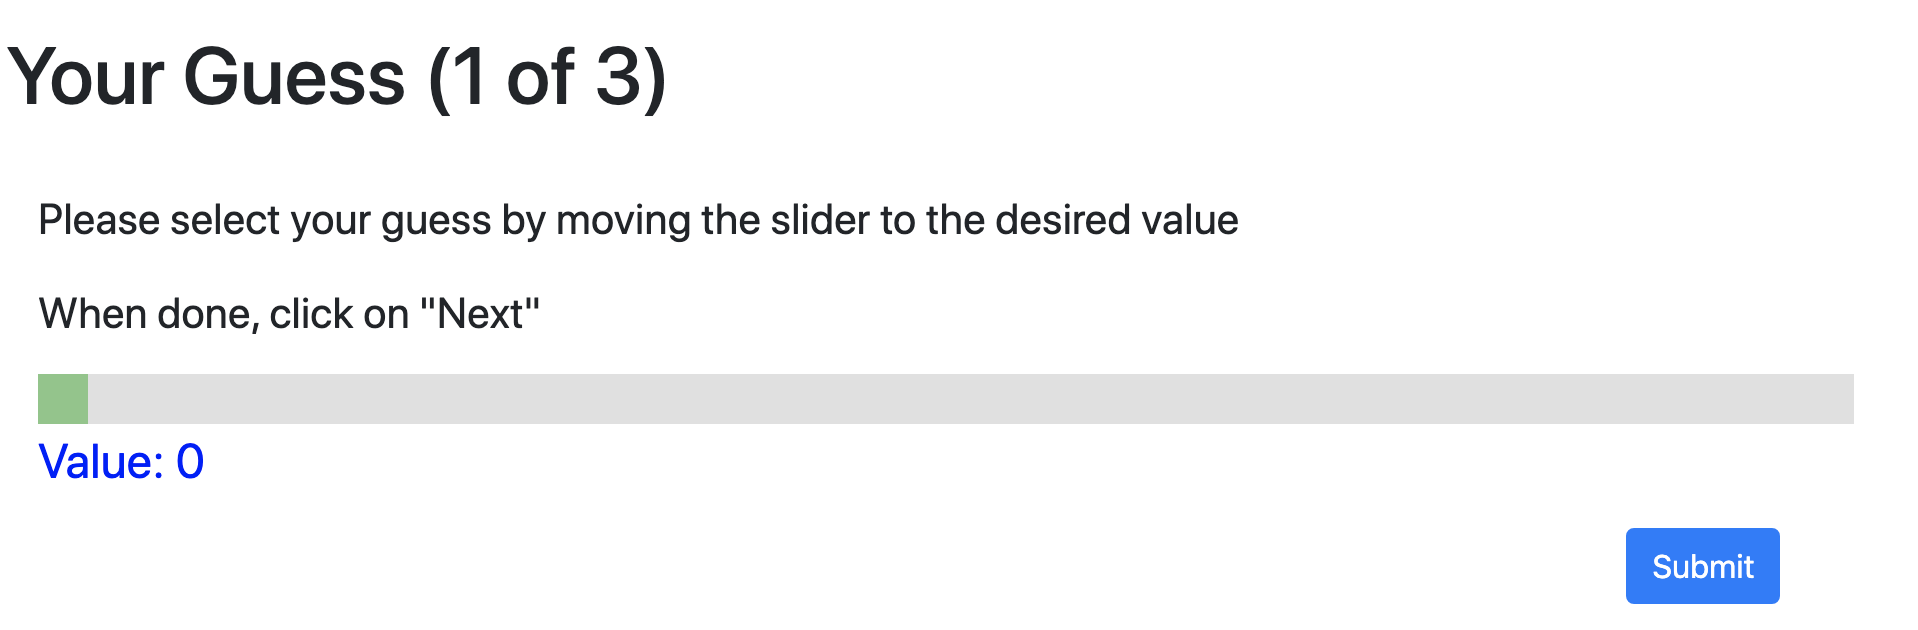 Your Guess (1 of 3)
Please select your guess by moving the slider to the desired value
When done, click on "Next"
Value: 0
Submit